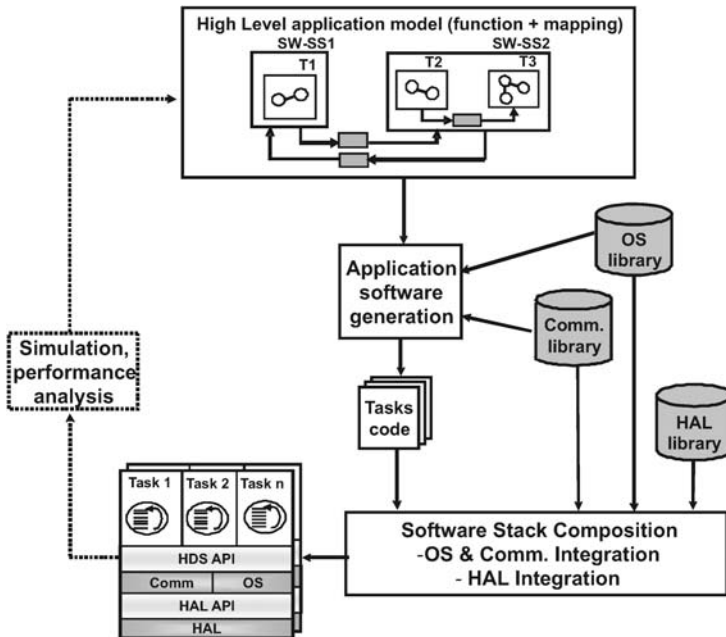 High Level application model (function + mapping)
SW-SS1
SW-SS2
T1
T2
T3
OS
library
Application
software
generation
Comm.
library
Simulation,
performance
analysis
Tasks
code
HAL
library
Task 1
Task 2
Task n
HDS API
Comm
OS
HAL API
HAL
Software Stack Composition
-OS & Comm. Integration
- HAL Integration